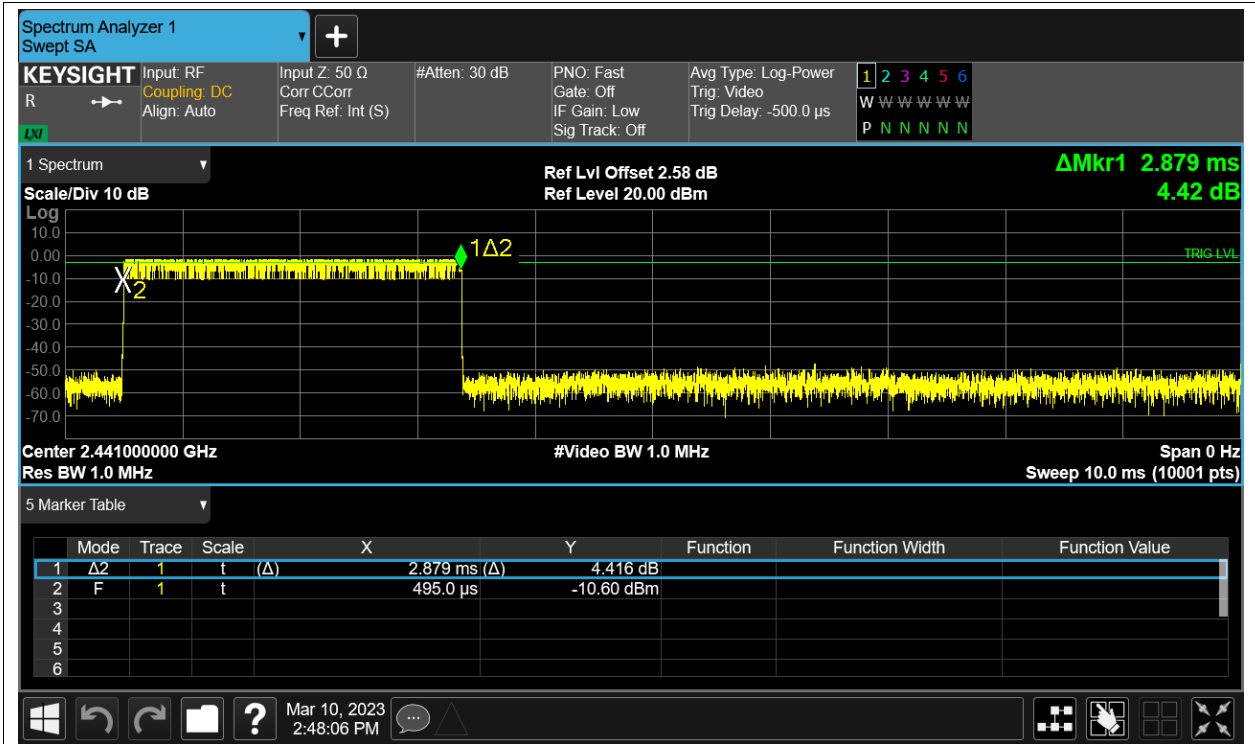 Spectrum Analyzer 1
Swept SA
KEYSIGHT Input: RF Input Z: 50 Ω #Atten: 30 dB PNO: Fast Avg Type: Log-Power 1 2 3 4 5 6
R Coupling: DC Corr CCorr Gate: Off Trig: Video W W W W W W
Align: Auto Freq Ref: Int (S) IF Gain: Low Trig Delay: -500.0 µs
LXI Sig Track: Off P N N N N N
1 Spectrum Ref Lvl Offset 2.58 dB ΔMkr1 2.879 ms
Scale/Div 10 dB Ref Level 20.00 dBm 4.42 dB
Log
10.0
0.00 1Δ2 TRIG LVL
-10.0 X 2
-20.0
-30.0
-40.0
-50.0
-60.0
-70.0
Center 2.441000000 GHz #Video BW 1.0 MHz Span 0 Hz
Res BW 1.0 MHz Sweep 10.0 ms (10001 pts)
5 Marker Table
Mode Trace Scale X Y Function Function Width Function Value
1 Δ2 1 t (Δ) 2.879 ms (Δ) 4.416 dB
2 F 1 t 495.0 µs -10.60 dBm
3
4
5
6
? Mar 10, 2023
2:48:06 PM